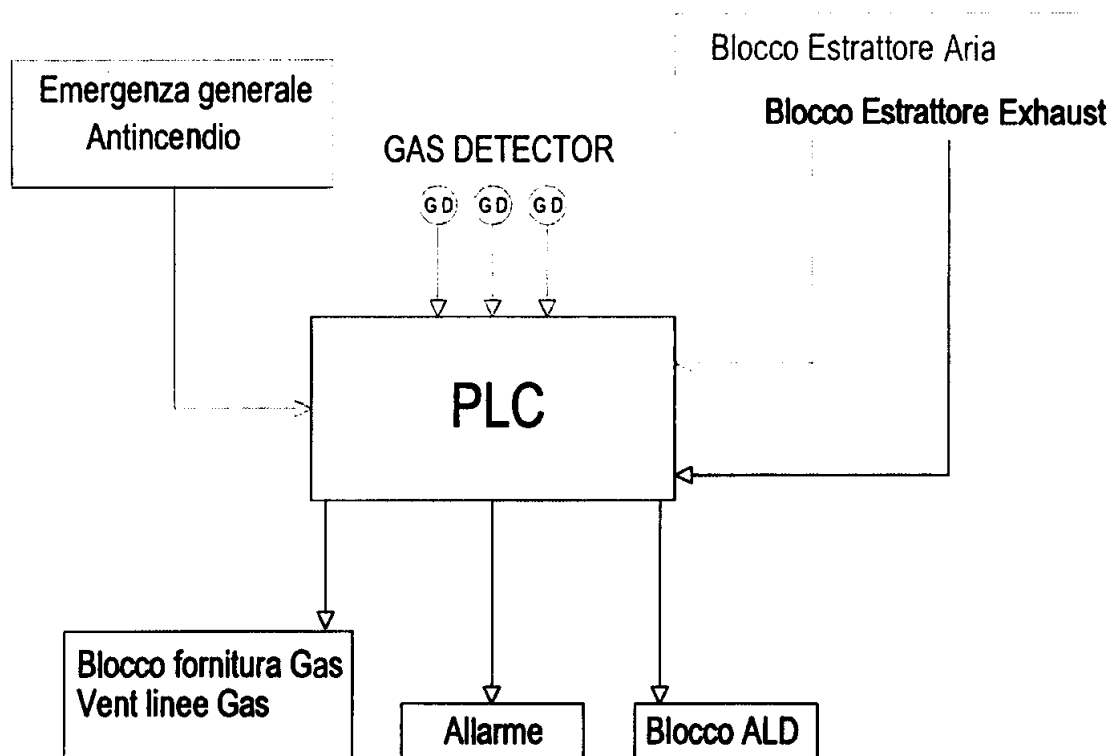 Blocco Estrattore Aria
Emergenza generale
Antincendio
Blocco Estrattore Exhaust
GAS DETECTOR
GD GD GD
PLC
Blocco fornitura Gas
Vent linee Gas
Allarme
Blocco ALD